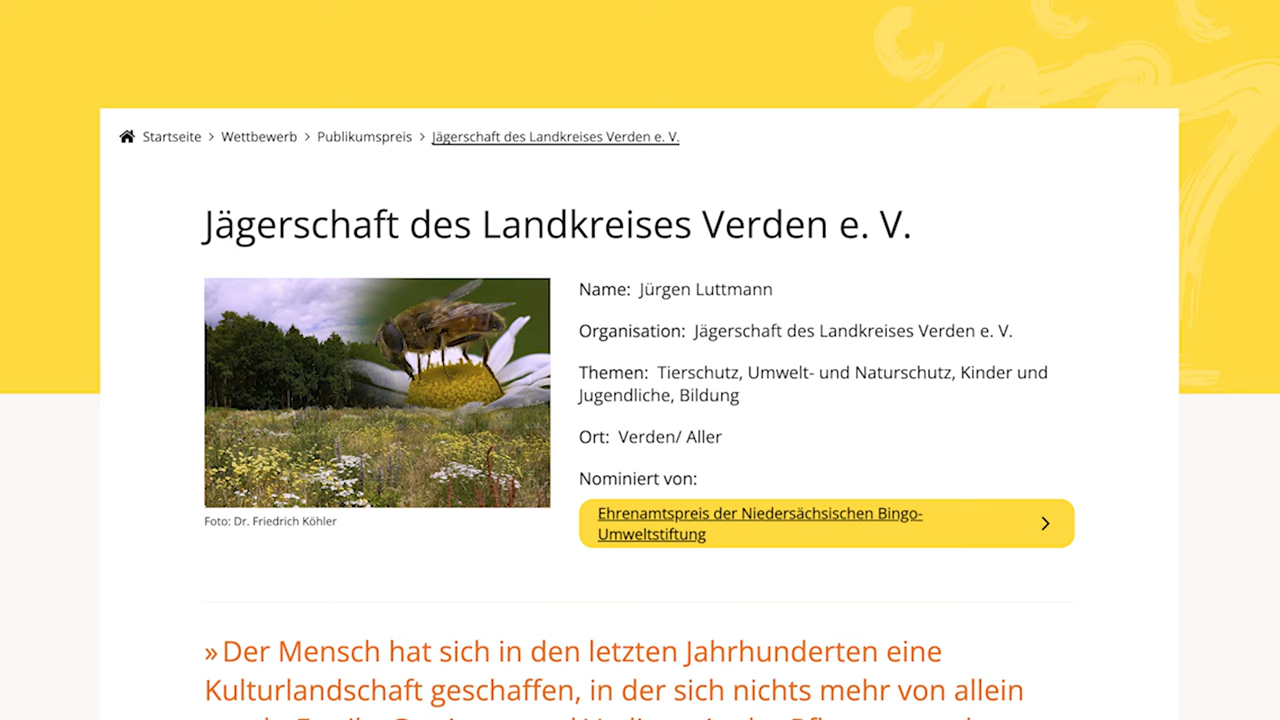 Startseite > Wettbewerb > Publikumspreis > Jägerschaft des Landkreises Verden e. V.
Jägerschaft des Landkreises Verden e. V.
Name: Jürgen Luttmann
Organisation: Jägerschaft des Landkreises Verden e. V.
Themen: Tierschutz, Umwelt- und Naturschutz, Kinder und
Jugendliche, Bildung
Ort: Verden/ Aller
Nominiert von:
Ehrenamtspreis der Niedersächsischen Bingo-
Umweltstiftung
Foto: Dr. Friedrich Köhler
»Der Mensch hat sich in den letzten Jahrhunderten eine
Kulturlandschaft geschaffen, in der sich nichts mehr von allein